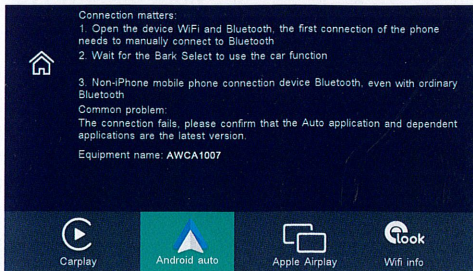 Connection matters:
1. Open the device WiFi and Bluetooth, the first connection of the phone
needs to manually connect to Bluetooth
2. Wait for the Bark Select to use the car function
3. Non-iPhone mobile phone connection device Bluetooth, even with ordinary
Bluetooth
Common problem:
The connection fails, please confirm that the Auto application and dependent
applications are the latest version.
Equipment name: AWCA1007
Qlook
Carplay
Android auto
Apple Airplay
Wifi info